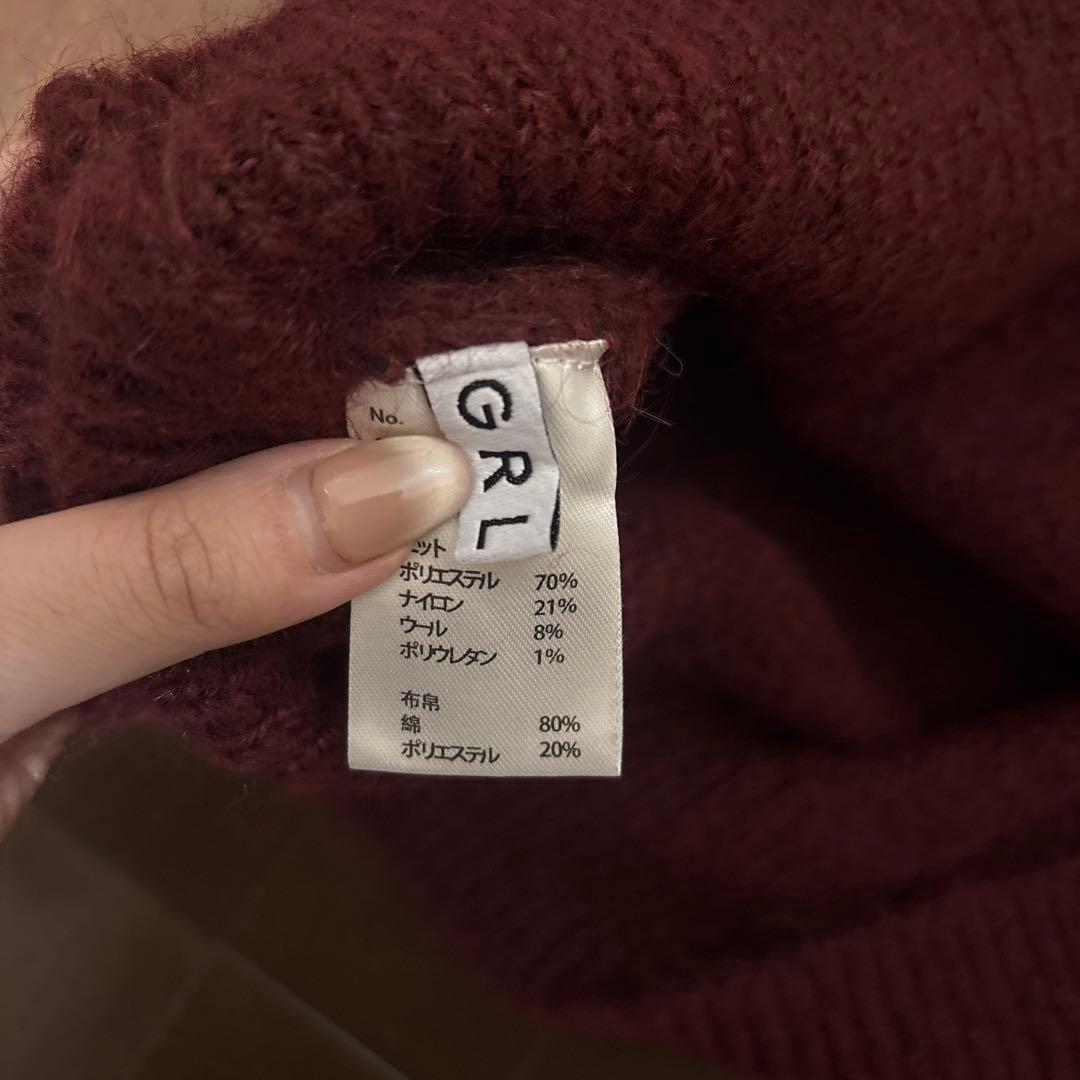 No.
GRL
ット
ポリエステル 70%
ナイロン 21%
ウール 8%
ポリウレタン 1%
布帛
綿 80%
ポリエステル 20%